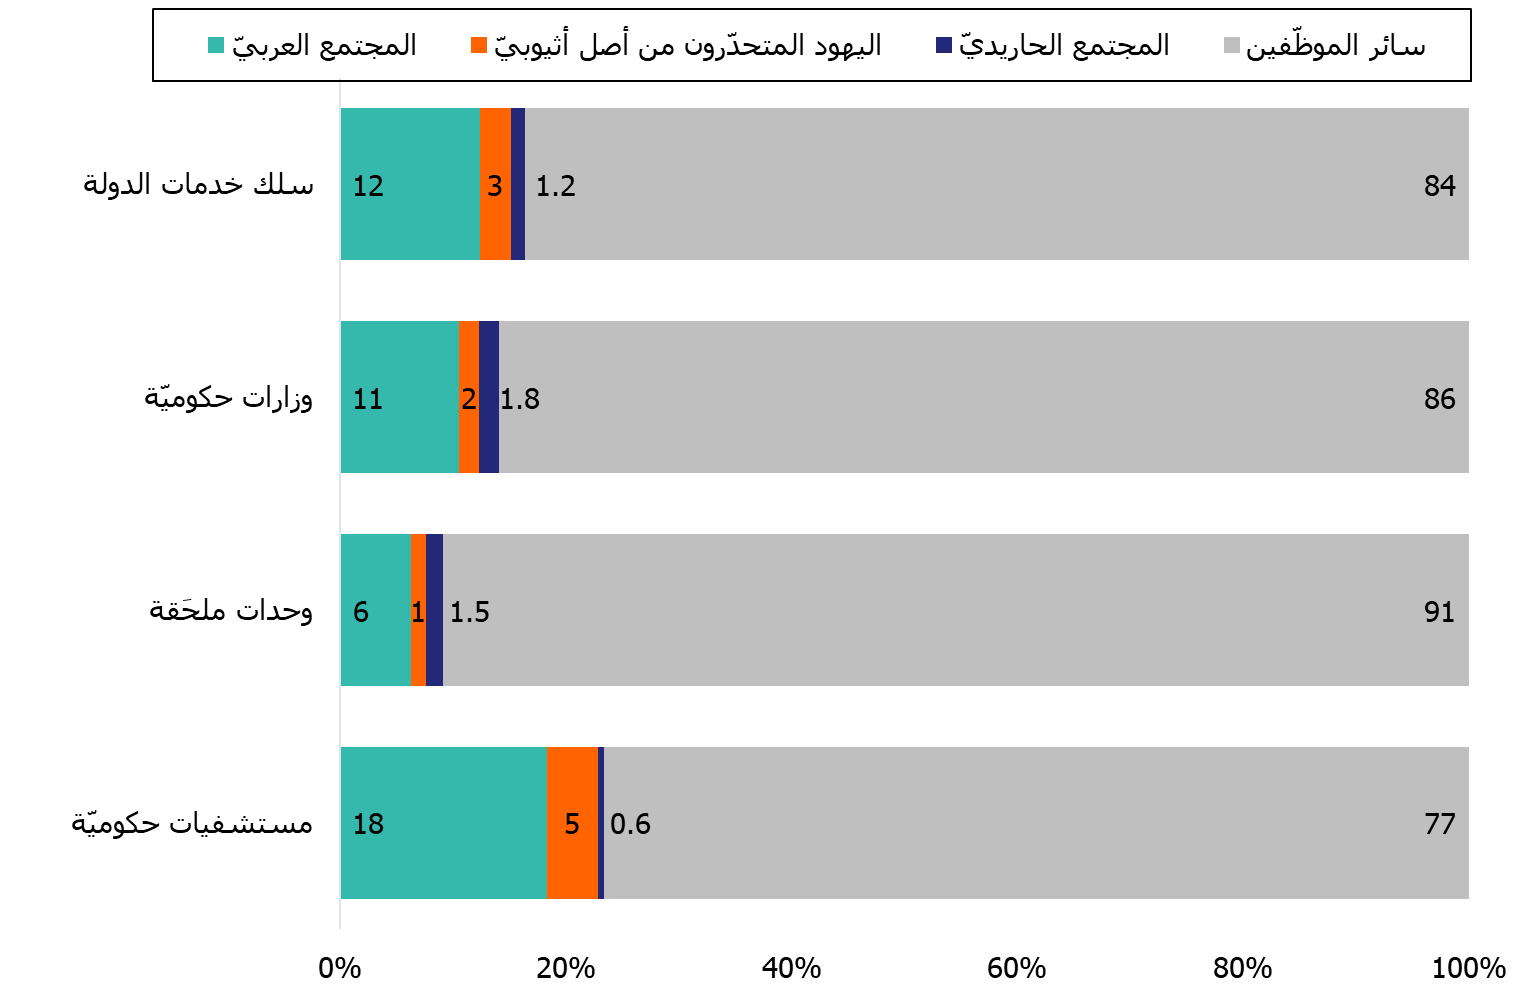 المجتمع العربيّ اليهود المتحدّرون من أصل أثيوبيّ المجتمع الحاريديّ سائر الموظّفين
سلك خدمات الدولة 12 3 1.2 84
وزارات حكوميّة 11 2 1.8 86
وحدات ملحَقة 6 1 1.5 91
مستشفيات حكوميّة 18 5 0.6 77
0% 20% 40% 60% 80% 100%